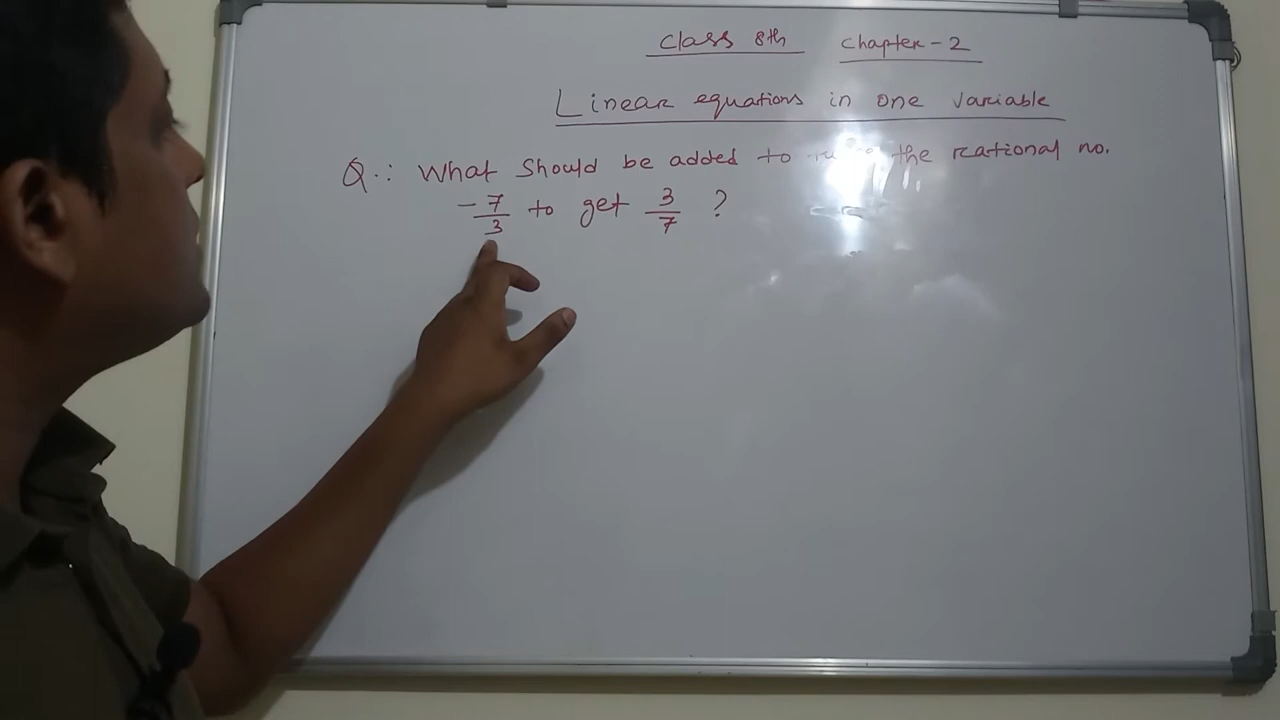 Class 8th Chapter-2
Linear equations in one variable
Q.: What should be added to the rational no.
-7/3 to get 3/7 ?